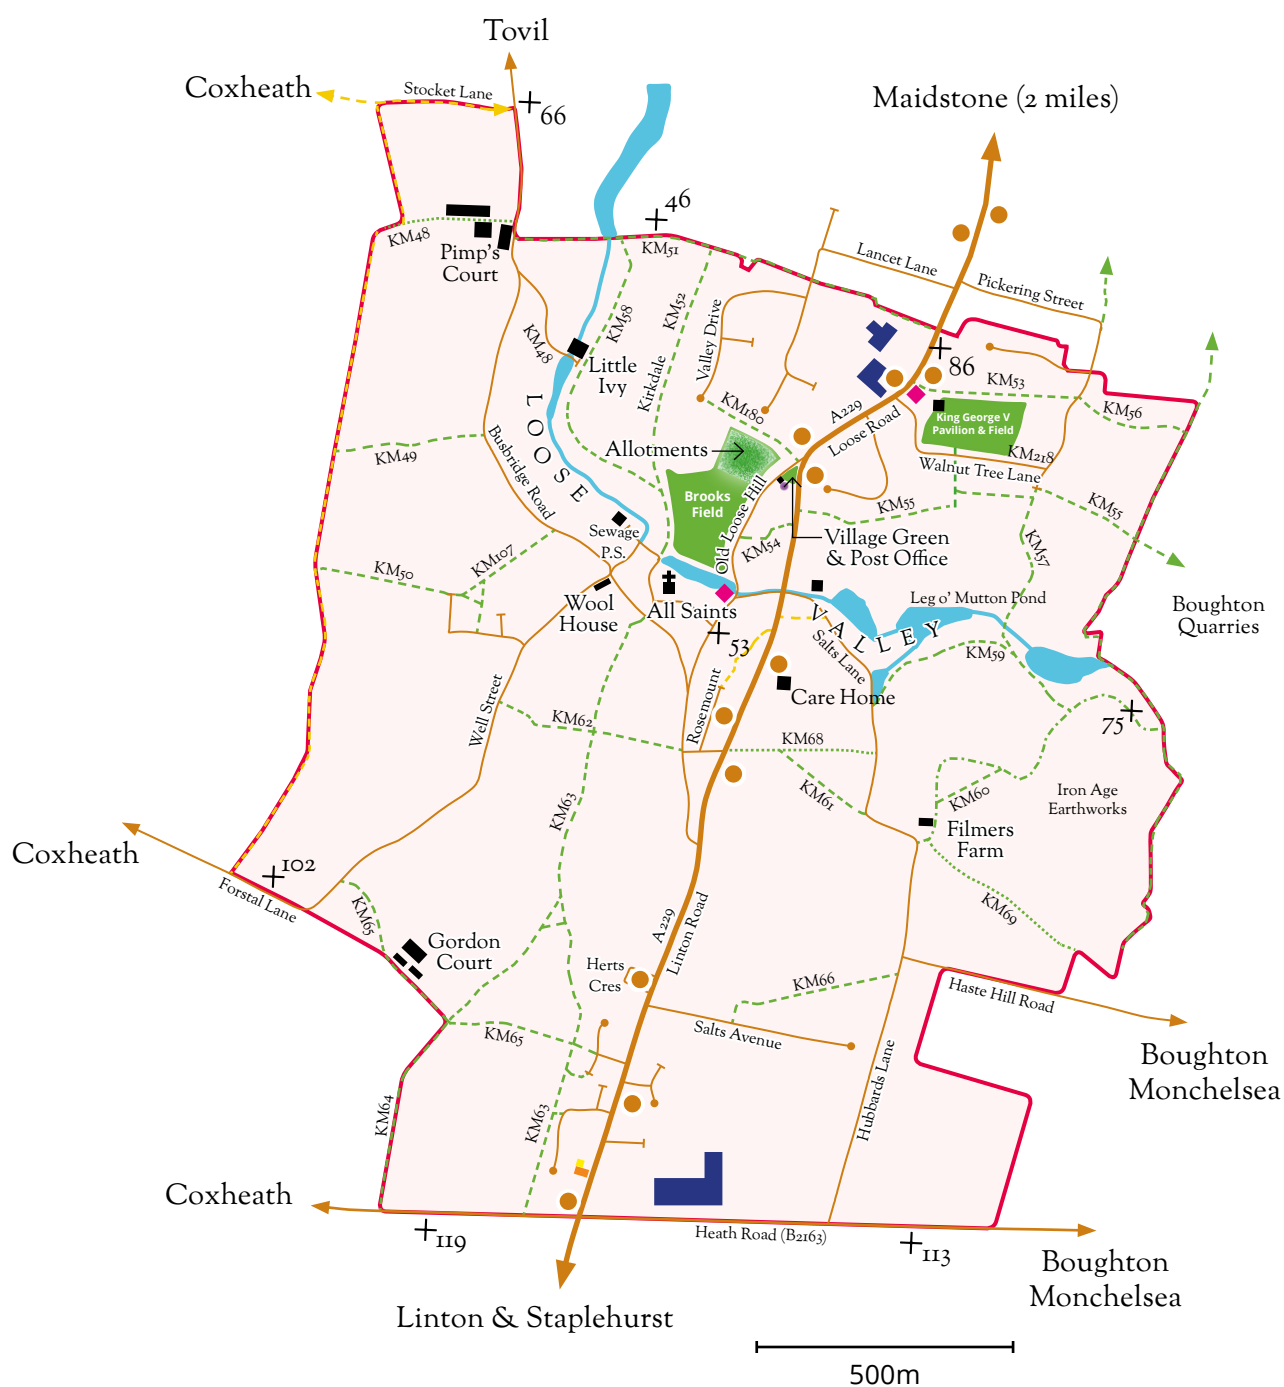 Tovil
Coxheath
Stocket Lane
66
Maidstone (2 miles)
46
KM48
KM51
Pimp's
Court
Lancet Lane
Pickering Street
KM58
KM52
Valley Drive
KM48
Little
Ivy
Kirkdale
86
KM53
KM56
KM180
A229
Loose Road
King George V
Pavilion & Field
KM218
Walnut Tree Lane
LOOSE
Allotments
KM49
Busbridge Road
Brooks
Field
Old Loose Hill
KM55
KM55
Sewage
P.S.
KM54
Village Green
& Post Office
KM57
KM50
KM107
Wool
House
All Saints
Leg o' Mutton Pond
Boughton
Quarries
VALLEY
53
Salts Lane
KM59
Care Home
Rosemount
Well Street
KM62
KM68
75
KM61
KM60
Iron Age
Earthworks
KM63
Filmers
Farm
Coxheath
102
Forstal Lane
KM65
KM69
Gordon
Court
A229
Linton Road
Herts
Cres
KM66
Haste Hill Road
KM65
Salts Avenue
Boughton
Monchelsea
Hubbards Lane
KM64
KM63
Coxheath
119
Heath Road (B2163)
113
Boughton
Monchelsea
Linton & Staplehurst
500m